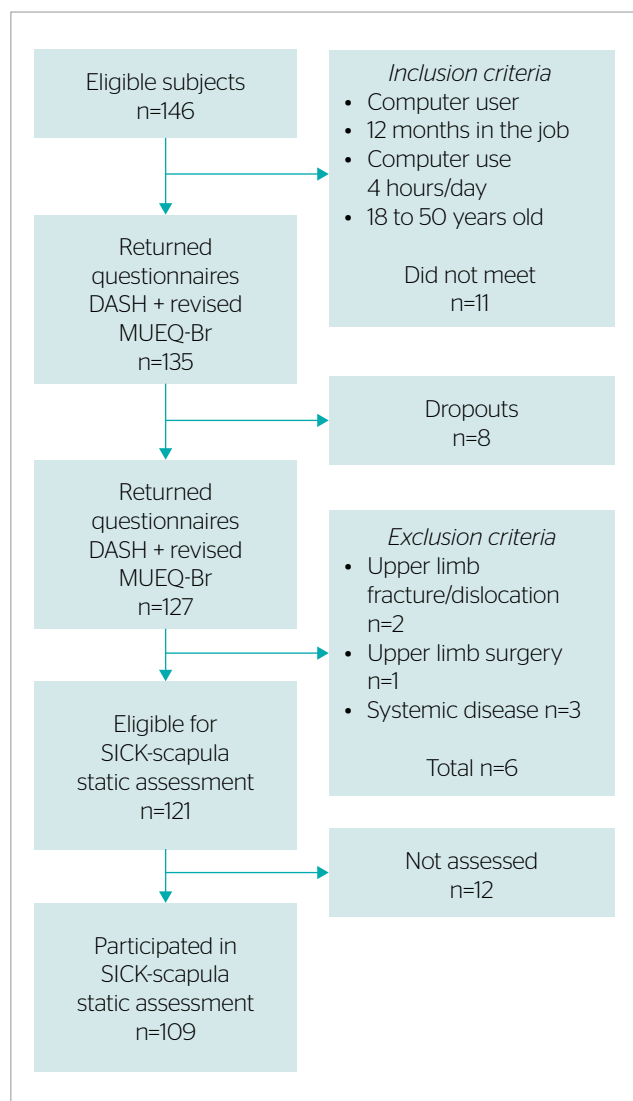 Eligible subjects
n=146
Inclusion criteria
• Computer user
• 12 months in the job
• Computer use
4 hours/day
• 18 to 50 years old
Did not meet
n=11
Returned
questionnaires
DASH + revised
MUEQ-Br
n=135
Dropouts
n=8
Returned
questionnaires
DASH + revised
MUEQ-Br
n=127
Exclusion criteria
• Upper limb
fracture/dislocation
n=2
• Upper limb surgery
n=1
• Systemic disease n=3
Total n=6
Eligible for
SICK-scapula
static assessment
n=121
Not assessed
n=12
Participated in
SICK-scapula
static assessment
n=109